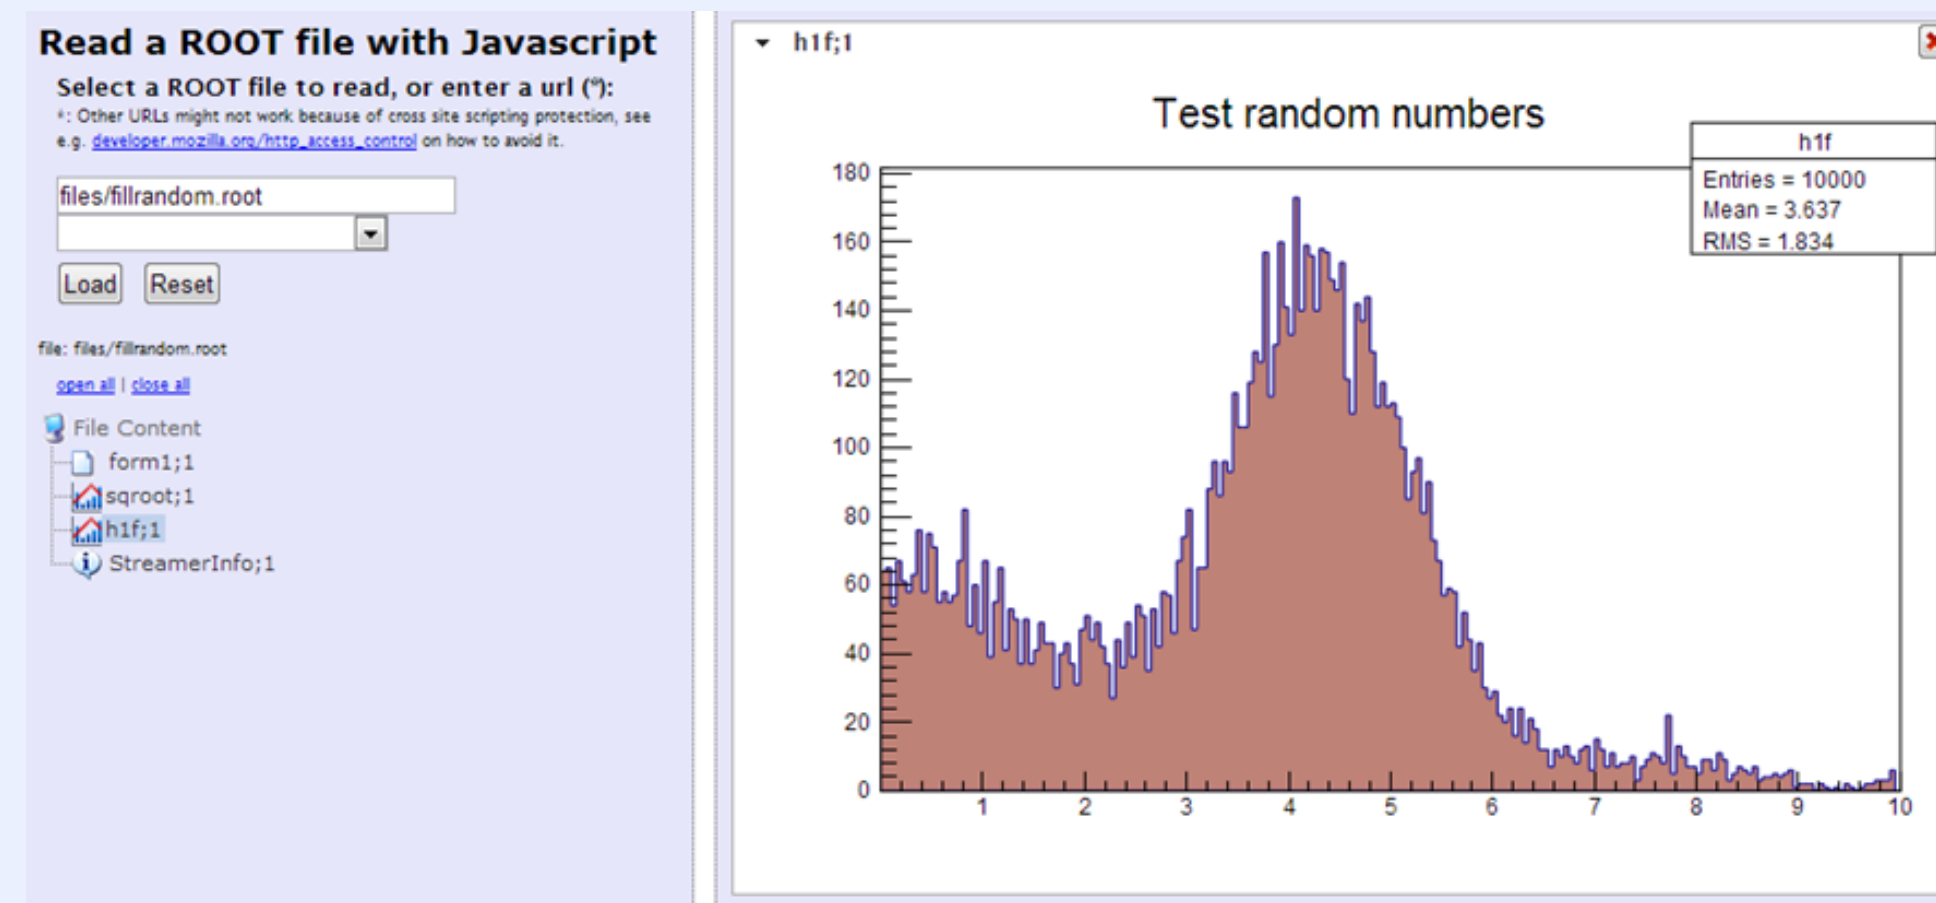 Read a ROOT file with Javascript
Select a ROOT file to read, or enter a url (*):
*: Other URLs might not work because of cross site scripting protection, see
e.g. developer.mozilla.org/http_access_control on how to avoid it.
files/fillrandom.root
Load Reset
file: files/fillrandom.root
open all | close all
File Content
form1;1
sqroot;1
h1f;1
StreamerInfo;1
h1f;1
Test random numbers
h1f
Entries = 10000
Mean = 3.637
RMS = 1.834
180
160
140
120
100
80
60
40
20
0
1 2 3 4 5 6 7 8 9 10